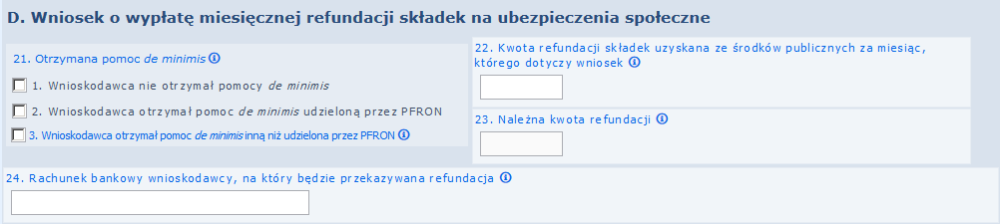 D. Wniosek o wypłatę miesięcznej refundacji składek na ubezpieczenia społeczne
21. Otrzymana pomoc de minimis
1. Wnioskodawca nie otrzymał pomocy de minimis
2. Wnioskodawca otrzymał pomoc de minimis udzieloną przez PFRON
3. Wnioskodawca otrzymał pomoc de minimis inną niż udzielona przez PFRON
22. Kwota refundacji składek uzyskana ze środków publicznych za miesiąc,
którego dotyczy wniosek
23. Należna kwota refundacji
24. Rachunek bankowy wnioskodawcy, na który będzie przekazywana refundacja